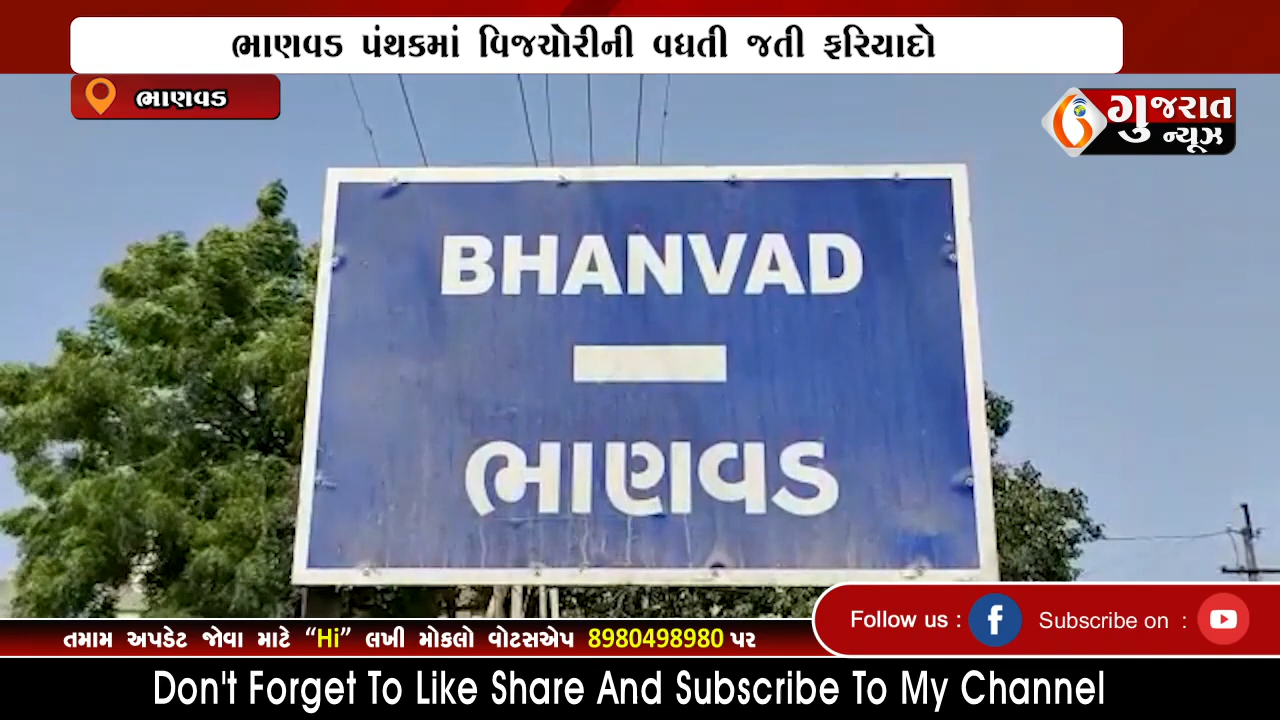 ભાણવડ પંથકમાં વિજચોરીની વધતી જતી ફરિયાદો
ભાણવડ
ગુજરાત
ન્યૂઝ
BHANVAD
ભાણવડ
Follow us :
Subscribe on :
તમામ અપડેટ જોવા માટે “Hi” લખી મોકલો વોટસએપ 8980498980 પર
Don't Forget To Like Share And Subscribe To My Channel